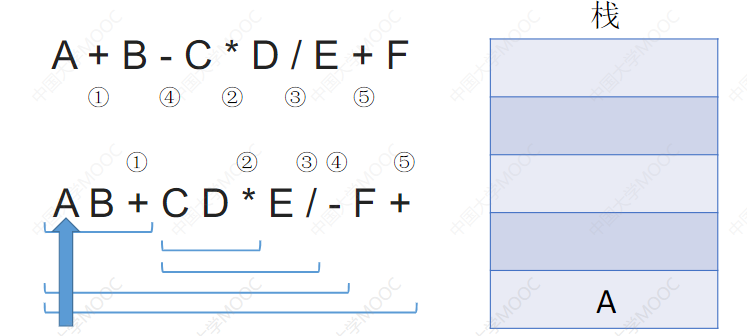 栈
A + B - C * D / E + F
① ④ ② ③ ⑤
① ② ③ ④ ⑤
A B + C D * E / - F +
A
中国大学MOOC